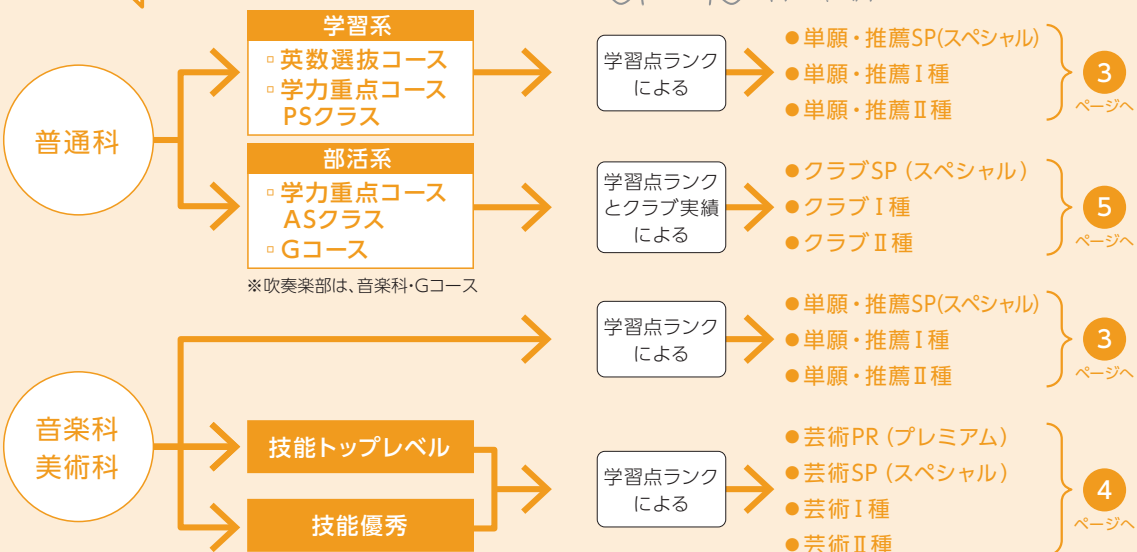 普通科
学習系
▫英数選抜コース
▫学力重点コース
PSクラス
学習点ランク
による
●単願・推薦SP(スペシャル)
●単願・推薦Ⅰ種
●単願・推薦Ⅱ種
3
ページへ
部活系
▫学力重点コース
ASクラス
▫Gコース
※吹奏楽部は、音楽科・Gコース
学習点ランク
とクラブ実績
による
●クラブSP（スペシャル）
●クラブⅠ種
●クラブⅡ種
5
ページへ
音楽科
美術科
学習点ランク
による
●単願・推薦SP(スペシャル)
●単願・推薦Ⅰ種
●単願・推薦Ⅱ種
3
ページへ
技能トップレベル
技能優秀
学習点ランク
による
●芸術PR（プレミアム）
●芸術SP（スペシャル）
●芸術Ⅰ種
●芸術Ⅱ種
4
ページへ